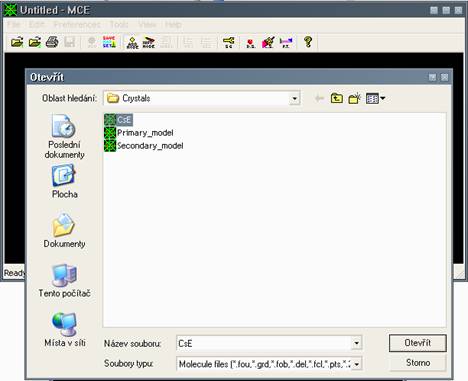 Untitled - MCE
File Edit Preferences Tools View Help
Otevřít
Oblast hledání:
Crystals
CsE
Primary_model
Secondary_model
Poslední
dokumenty
Plocha
Dokumenty
Tento počítač
Místa v síti
Název souboru:
CsE
Otevřít
Soubory typu:
Molecule files (*.fou,*.grd,*.fob,*.del,*.fcl,*.pts,*.
Storno
Ready